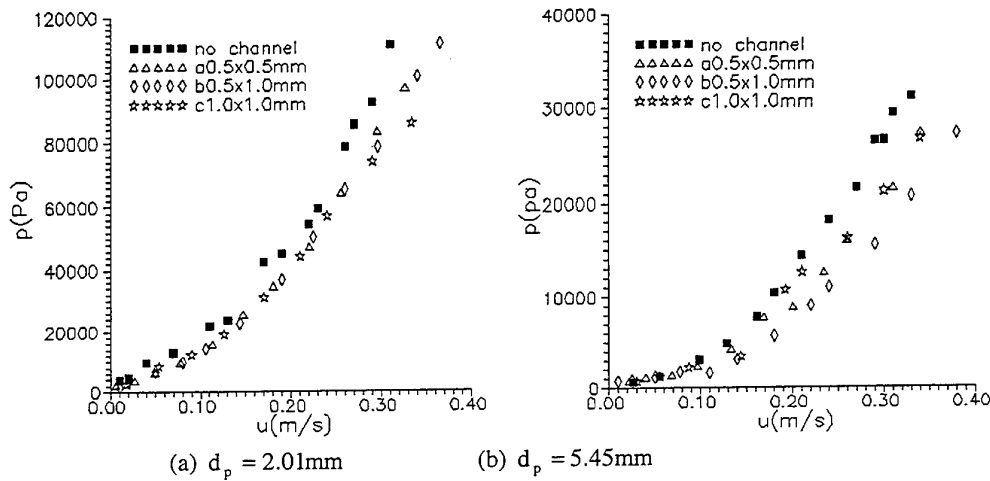 120000
100000
80000
60000
40000
20000
0
p(Pa)
no channel
a0.5x0.5mm
b0.5x1.0mm
c1.0x1.0mm
0.00
0.10
0.20
0.30
0.40
u(m/s)
(a) d_p = 2.01mm
40000
30000
20000
10000
0
p(pa)
no channel
a0.5x0.5mm
b0.5x1.0mm
c1.0x1.0mm
0.00
0.10
0.20
0.30
0.40
u(m/s)
(b) d_p = 5.45mm